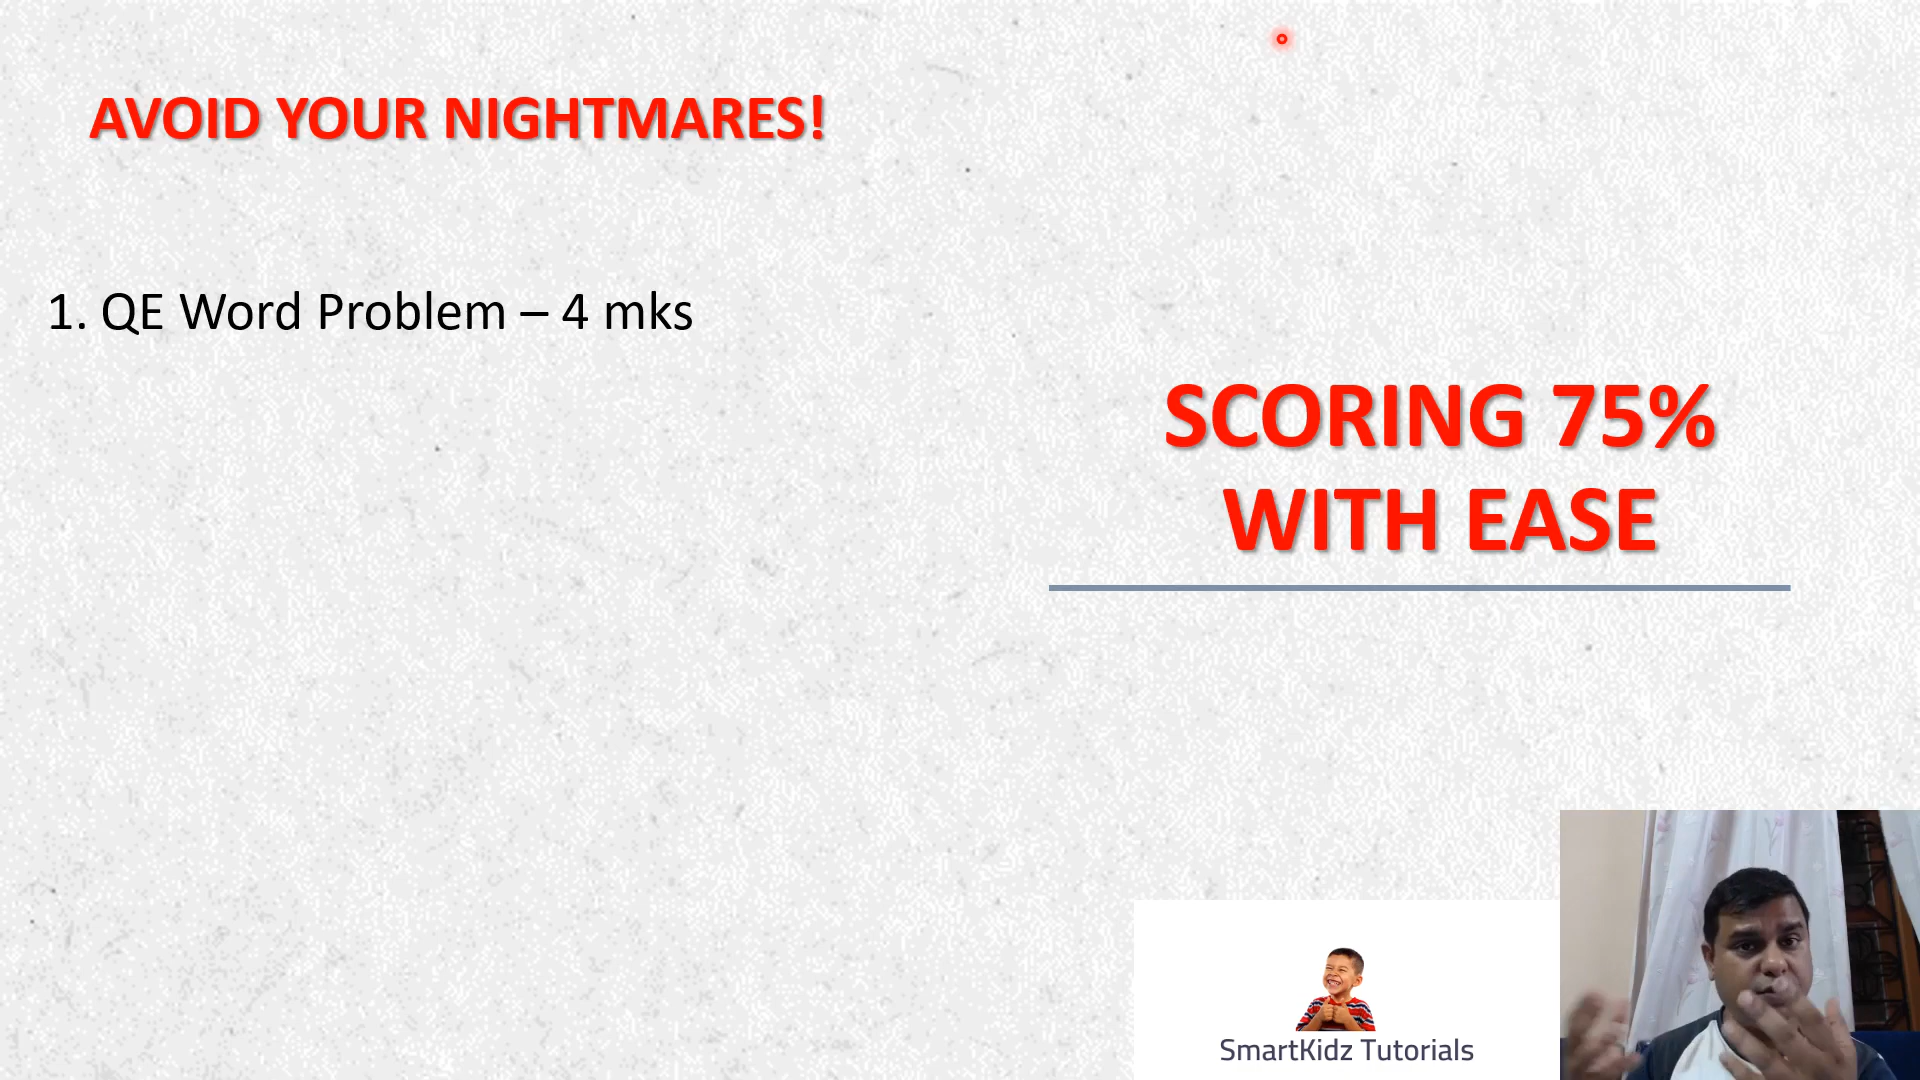 AVOID YOUR NIGHTMARES!
1. QE Word Problem – 4 mks
SCORING 75%
WITH EASE
SmartKidz Tutorials